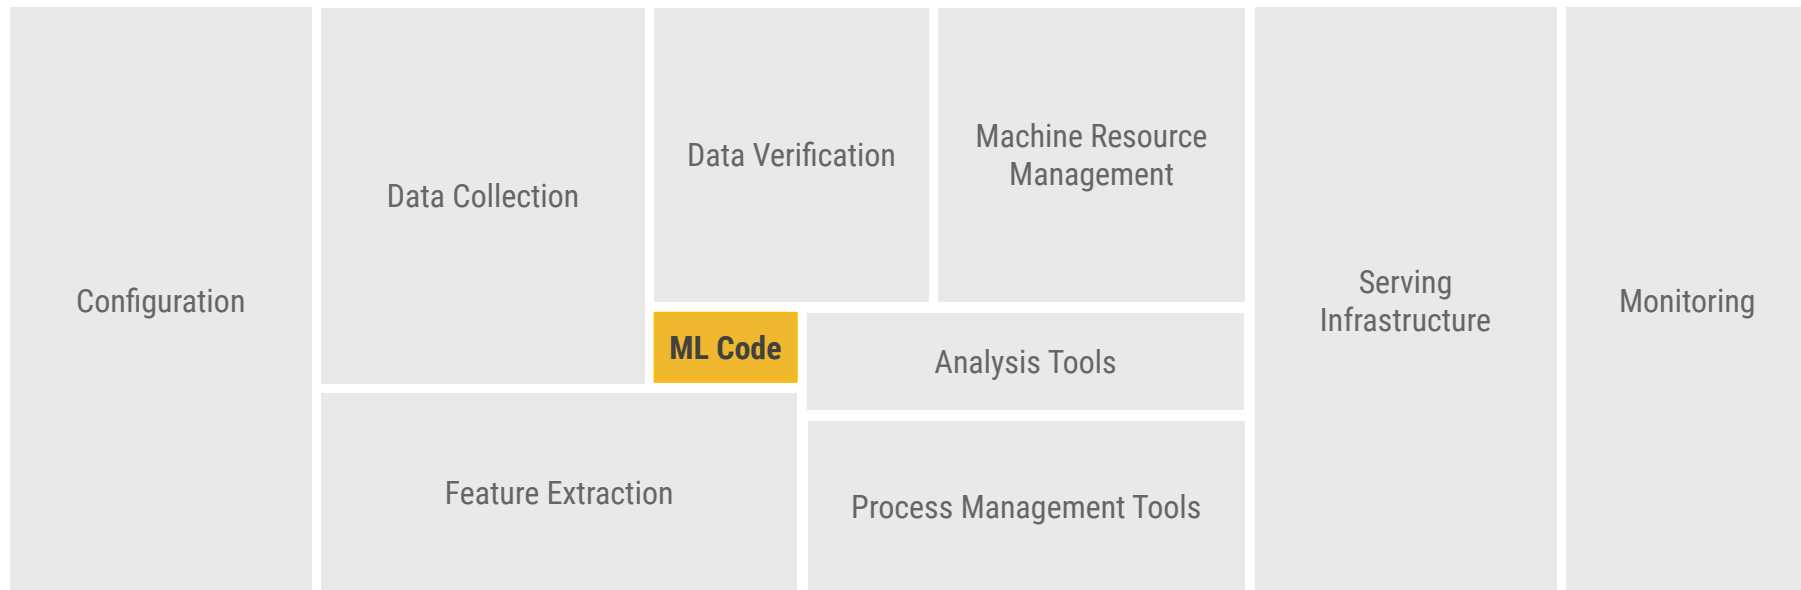 Configuration
Data Collection
Data Verification
Machine Resource
Management
ML Code
Analysis Tools
Feature Extraction
Process Management Tools
Serving
Infrastructure
Monitoring